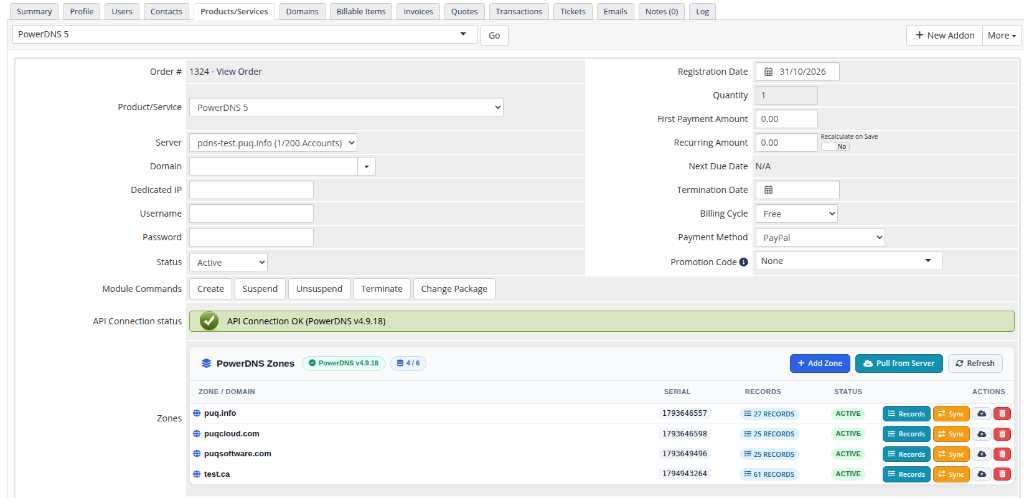 Summary Profile Users Contacts Products/Services Domains Billable Items Invoices Quotes Transactions Tickets Emails Notes (0) Log
PowerDNS 5 Go + New Addon More
Order # 1324 - View Order Registration Date 31/10/2026
Quantity 1
Product/Service PowerDNS 5
First Payment Amount 0.00
Server pdns-test.puq.info (1/200 Accounts) Recurring Amount 0.00 Recalculate on Save No
Domain Next Due Date N/A
Dedicated IP Termination Date
Username Billing Cycle Free
Password Payment Method PayPal
Status Active Promotion Code None
Module Commands Create Suspend Unsuspend Terminate Change Package
API Connection status API Connection OK (PowerDNS v4.9.18)
PowerDNS Zones PowerDNS v4.9.18 4 / 6 + Add Zone Pull from Server Refresh
ZONE / DOMAIN SERIAL RECORDS STATUS ACTIONS
Zones
puq.info 1793646557 27 RECORDS ACTIVE Records Sync
puqcloud.com 1793646598 25 RECORDS ACTIVE Records Sync
puqsoftware.com 1793649496 25 RECORDS ACTIVE Records Sync
test.ca 1794943264 61 RECORDS ACTIVE Records Sync